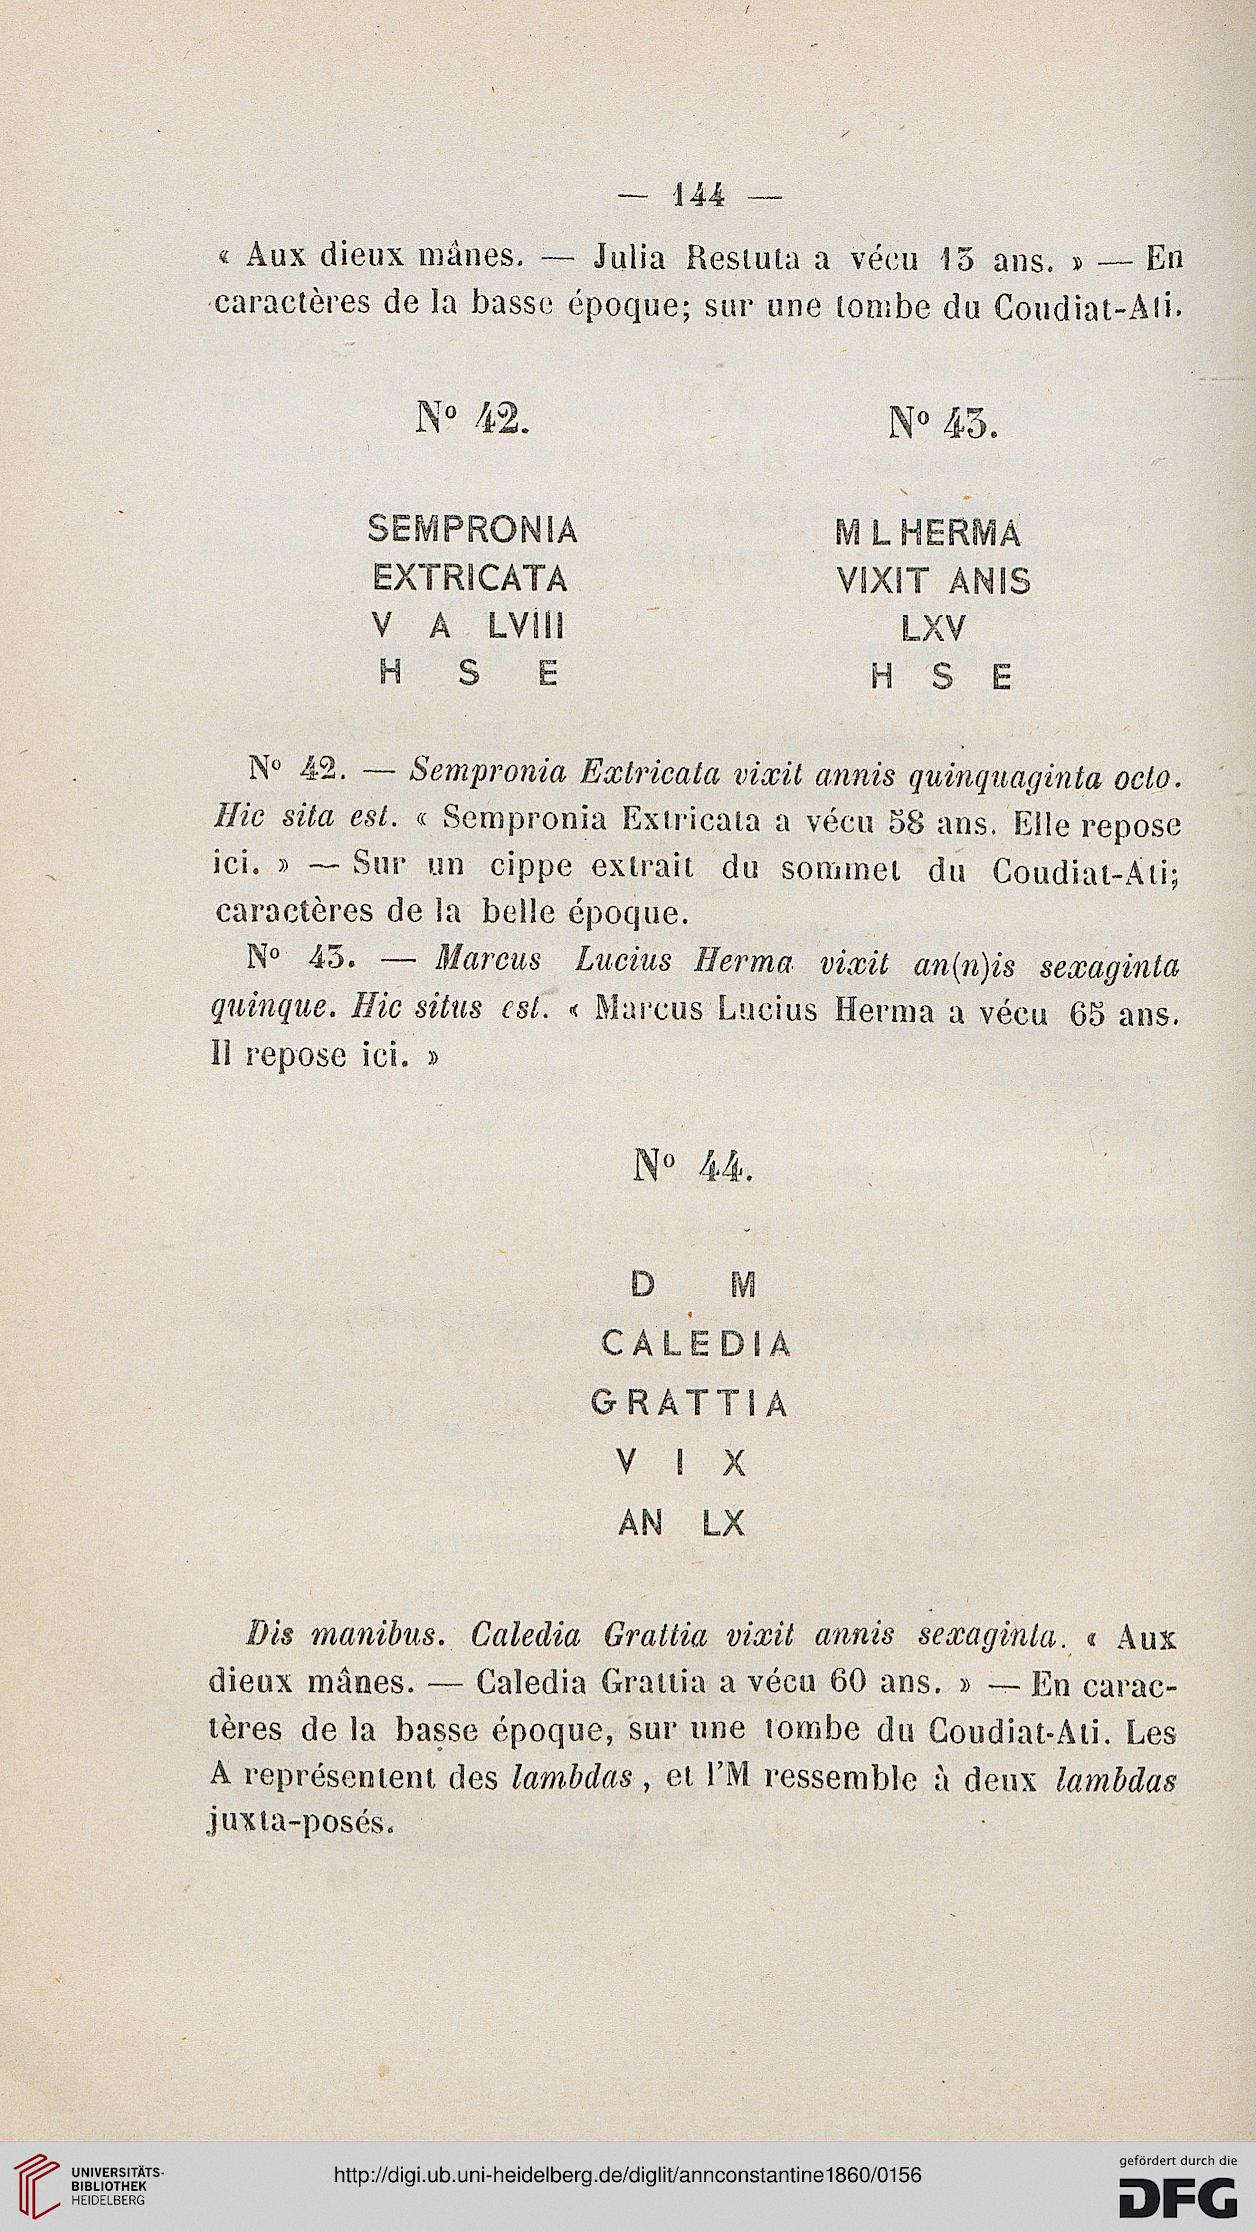 — 144 —
« Aux dieux mânes. — Julia Restuta a vécu 13 ans. » — En
caractères de la basse époque; sur une tombe du Coudiat-Ati.
N° 42.
SEMPRONIA
EXTRICATA
V A LVIII
H S E
N° 43.
M L HERMA
VIXIT ANIS
LXV
H S E
N° 42. — Sempronia Extricata vixit annis quinquaginta octo.
Hic sita est. « Sempronia Extricata a vécu 58 ans. Elle repose
ici. » — Sur un cippe extrait du sommet du Coudiat-Ati;
caractères de la belle époque.
N° 43. — Marcus Lucius Herma vixit an(n)is sexaginta
quinque. Hic situs est. « Marcus Lucius Herma a vécu 65 ans.
Il repose ici. »
N° 44.
D M
CALEDIA
GRATTIA
V I X
AN LX
Dis manibus. Caledia Grattia vixit annis sexaginta. « Aux
dieux mânes. — Caledia Grattia a vécu 60 ans. » — En carac-
tères de la basse époque, sur une tombe du Coudiat-Ati. Les
A représentent des lambdas, et l'M ressemble à deux lambdas
juxta-posés.
UNIVERSITÄTS-
BIBLIOTHEK
HEIDELBERG
http://digi.ub.uni-heidelberg.de/diglit/annconstantine1860/0156
gefördert durch die
DFG